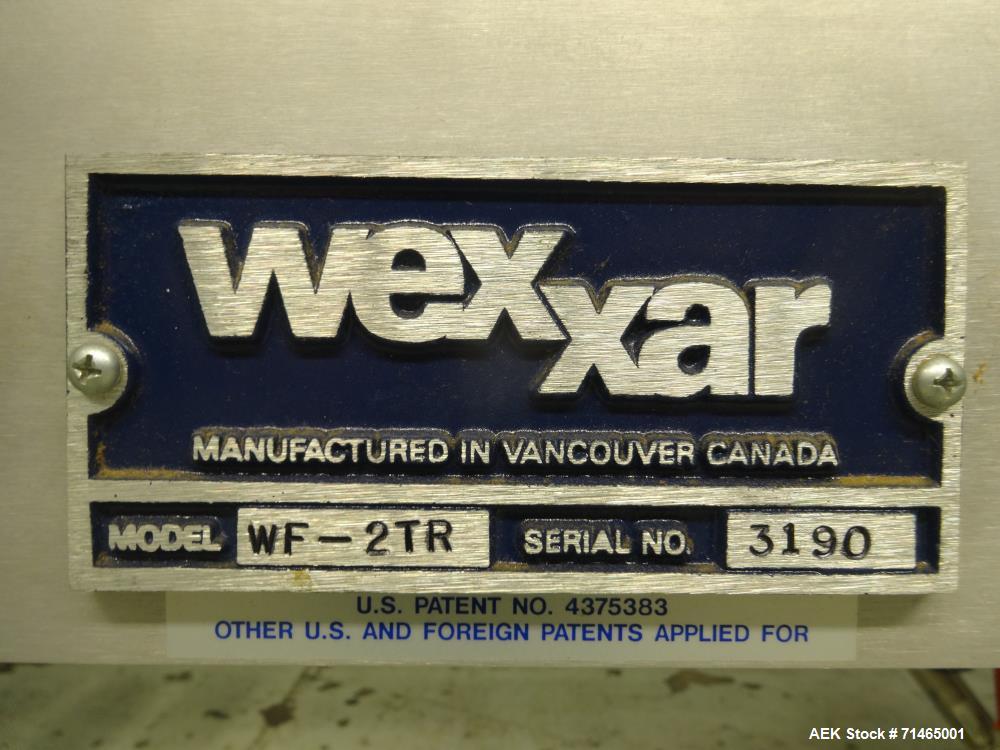 wexxar
MANUFACTURED IN VANCOUVER CANADA
MODEL WF-2TR SERIAL NO. 3190
U.S. PATENT NO. 4375383
OTHER U.S. AND FOREIGN PATENTS APPLIED FOR
AEK Stock # 71465001